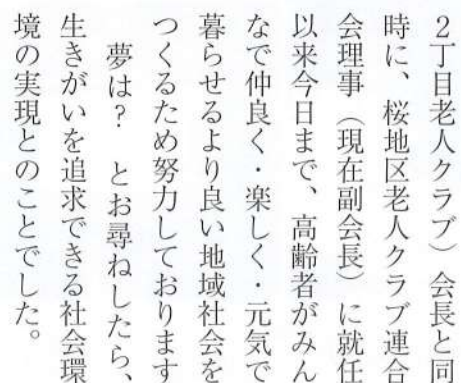 2丁目老人クラブ）会長と同
時に、桜地区老人クラブ連合
会理事（現在副会長）に就任
以来今日まで、高齢者がみん
なで仲良く・楽しく・元気で
暮らせるより良い地域社会を
つくるため努力しております
　夢は？　とお尋ねしたら、
生きがいを追求できる社会環
境の実現とのことでした。